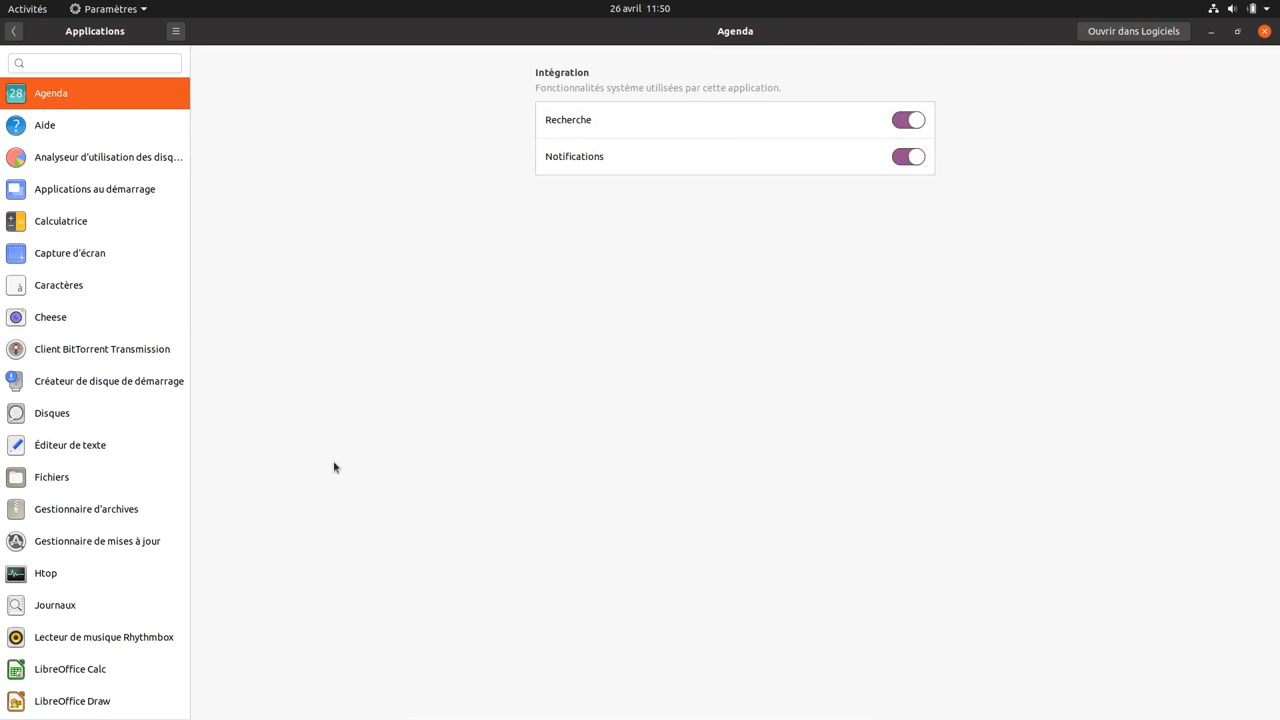 Activités
Paramètres
26 avril 11:50
Applications
Agenda
Ouvrir dans Logiciels
28
Agenda
Aide
Analyseur d'utilisation des disq…
Applications au démarrage
Calculatrice
Capture d'écran
Caractères
Cheese
Client BitTorrent Transmission
Créateur de disque de démarrage
Disques
Éditeur de texte
Fichiers
Gestionnaire d'archives
Gestionnaire de mises à jour
Htop
Journaux
Lecteur de musique Rhythmbox
LibreOffice Calc
LibreOffice Draw
Intégration
Fonctionnalités système utilisées par cette application.
Recherche
Notifications